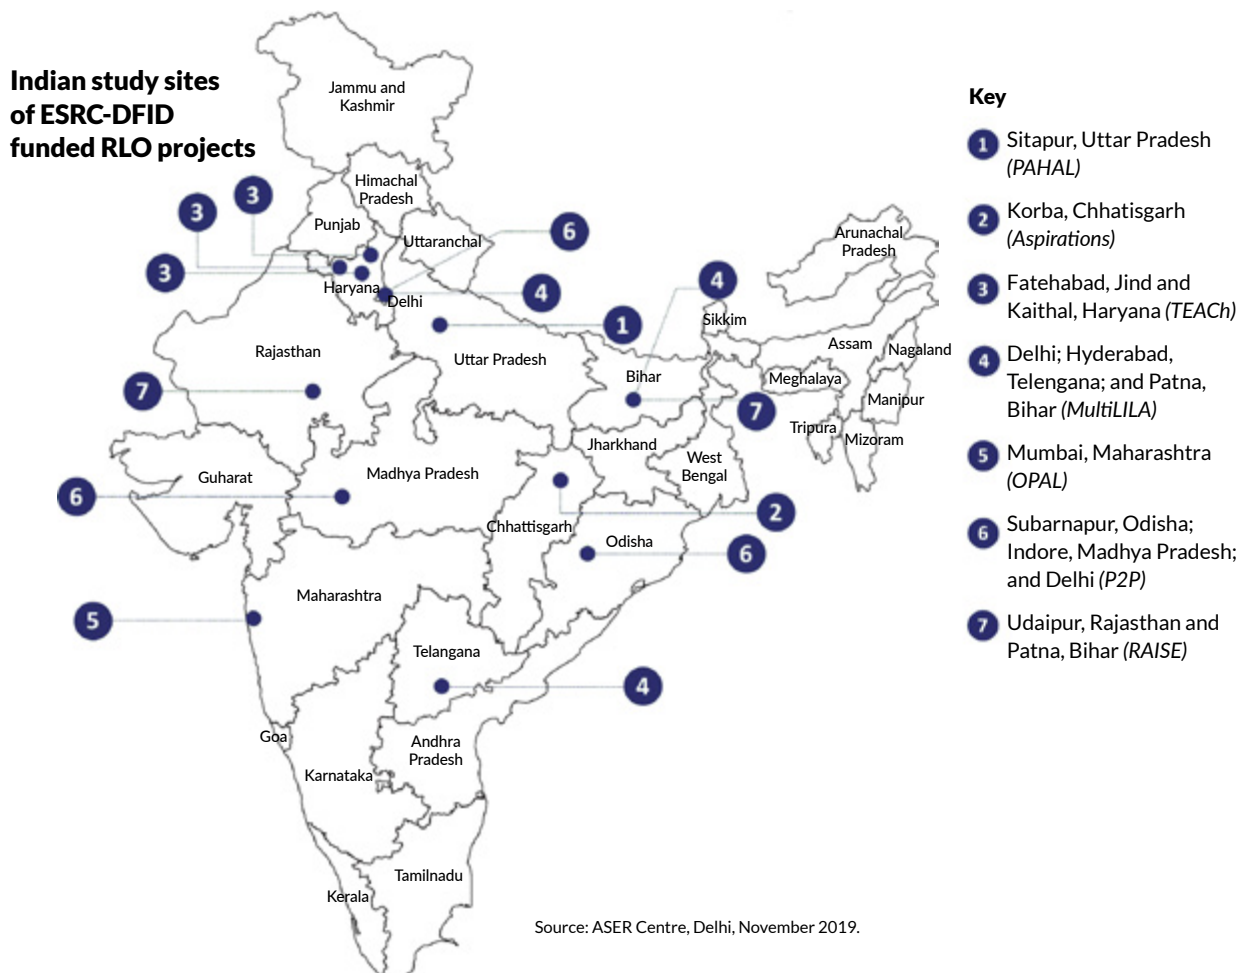 Indian study sites
of ESRC-DFID
funded RLO projects
Jammu and
Kashmir
Himachal
Pradesh
3
3
Punjab
Uttaranchal
6
Arunachal
Pradesh
3
Haryana
Delhi
4
4
Sikkim
1
Assam
Nagaland
Rajasthan
Uttar Pradesh
Bihar
Meghalaya
7
7
Manipur
Tripura
Mizoram
Jharkhand
West
Bengal
Guharat
Madhya Pradesh
6
2
Chhattisgarh
Odisha
6
Maharashtra
5
Telangana
4
Goa
Andhra
Pradesh
Karnataka
Tamilnadu
Kerala
Source: ASER Centre, Delhi, November 2019.
Key
1 Sitapur, Uttar Pradesh
(PAHAL)
2 Korba, Chhatisgarh
(Aspirations)
3 Fatehabad, Jind and
Kaithal, Haryana (TEACh)
4 Delhi; Hyderabad,
Telengana; and Patna,
Bihar (MultiLILA)
5 Mumbai, Maharashtra
(OPAL)
6 Subarnapur, Odisha;
Indore, Madhya Pradesh;
and Delhi (P2P)
7 Udaipur, Rajasthan and
Patna, Bihar (RAISE)